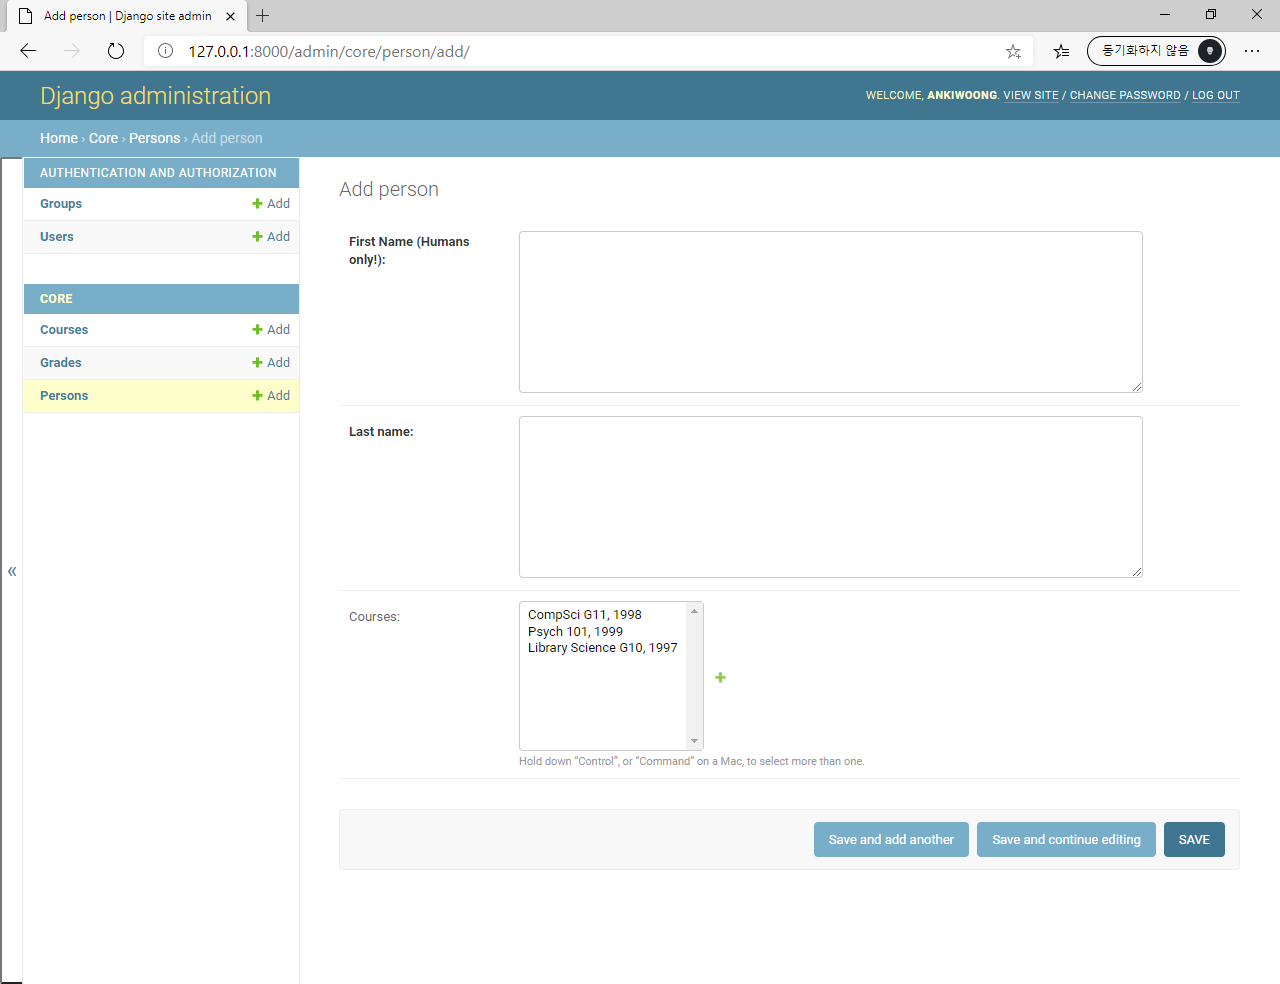 Add person | Django site admin
127.0.0.1:8000/admin/core/person/add/
동기화하지 않음
Django administration
WELCOME, ANKIWOONG. VIEW SITE / CHANGE PASSWORD / LOG OUT
Home › Core › Persons › Add person
AUTHENTICATION AND AUTHORIZATION
Groups Add
Users Add
CORE
Courses Add
Grades Add
Persons Add
«
Add person
First Name (Humans
only!):
Last name:
Courses:
CompSci G11, 1998
Psych 101, 1999
Library Science G10, 1997
Hold down “Control”, or “Command” on a Mac, to select more than one.
Save and add another
Save and continue editing
SAVE